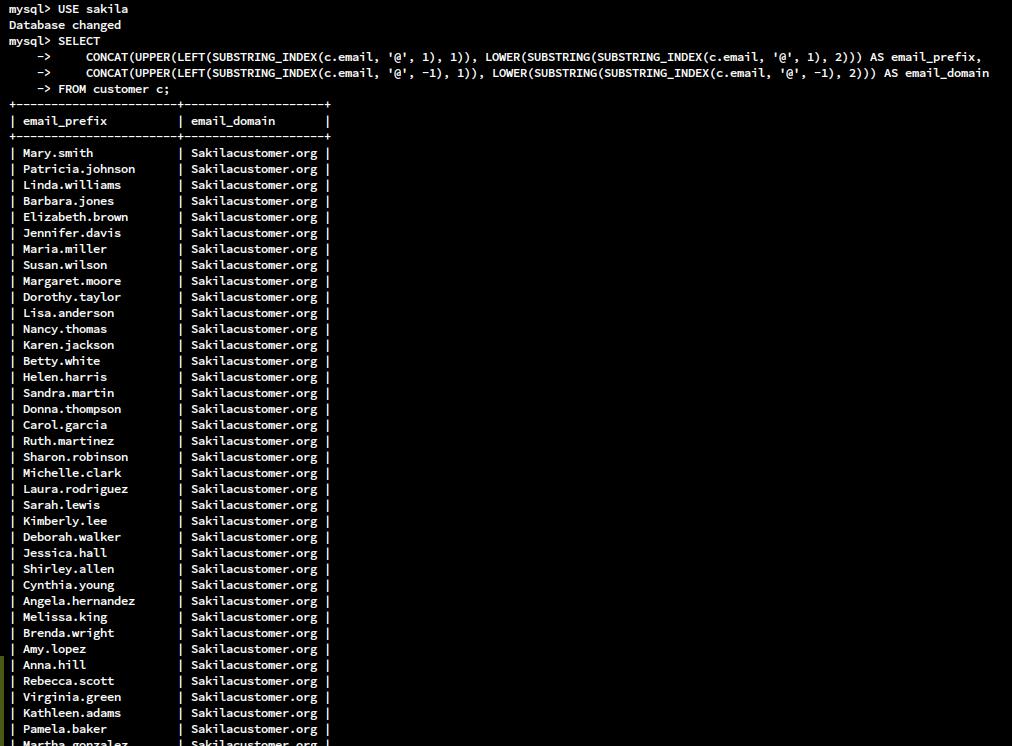 mysql> USE sakila
Database changed
mysql> SELECT
    ->     CONCAT(UPPER(LEFT(SUBSTRING_INDEX(c.email, '@', 1), 1)), LOWER(SUBSTRING(SUBSTRING_INDEX(c.email, '@', 1), 2))) AS email_prefix,
    ->     CONCAT(UPPER(LEFT(SUBSTRING_INDEX(c.email, '@', -1), 1)), LOWER(SUBSTRING(SUBSTRING_INDEX(c.email, '@', -1), 2))) AS email_domain
    -> FROM customer c;
+-----------------------+--------------------+
| email_prefix          | email_domain       |
+-----------------------+--------------------+
| Mary.smith            | Sakilacustomer.org |
| Patricia.johnson      | Sakilacustomer.org |
| Linda.williams        | Sakilacustomer.org |
| Barbara.jones         | Sakilacustomer.org |
| Elizabeth.brown       | Sakilacustomer.org |
| Jennifer.davis        | Sakilacustomer.org |
| Maria.miller          | Sakilacustomer.org |
| Susan.wilson          | Sakilacustomer.org |
| Margaret.moore        | Sakilacustomer.org |
| Dorothy.taylor        | Sakilacustomer.org |
| Lisa.anderson         | Sakilacustomer.org |
| Nancy.thomas          | Sakilacustomer.org |
| Karen.jackson         | Sakilacustomer.org |
| Betty.white           | Sakilacustomer.org |
| Helen.harris          | Sakilacustomer.org |
| Sandra.martin         | Sakilacustomer.org |
| Donna.thompson        | Sakilacustomer.org |
| Carol.garcia          | Sakilacustomer.org |
| Ruth.martinez         | Sakilacustomer.org |
| Sharon.robinson       | Sakilacustomer.org |
| Michelle.clark        | Sakilacustomer.org |
| Laura.rodriguez       | Sakilacustomer.org |
| Sarah.lewis           | Sakilacustomer.org |
| Kimberly.lee          | Sakilacustomer.org |
| Deborah.walker        | Sakilacustomer.org |
| Jessica.hall          | Sakilacustomer.org |
| Shirley.allen         | Sakilacustomer.org |
| Cynthia.young         | Sakilacustomer.org |
| Angela.hernandez      | Sakilacustomer.org |
| Melissa.king          | Sakilacustomer.org |
| Brenda.wright         | Sakilacustomer.org |
| Amy.lopez             | Sakilacustomer.org |
| Anna.hill             | Sakilacustomer.org |
| Rebecca.scott         | Sakilacustomer.org |
| Virginia.green        | Sakilacustomer.org |
| Kathleen.adams        | Sakilacustomer.org |
| Pamela.baker          | Sakilacustomer.org |
| Martha.gonzalez       | Sakilacustomer.org |